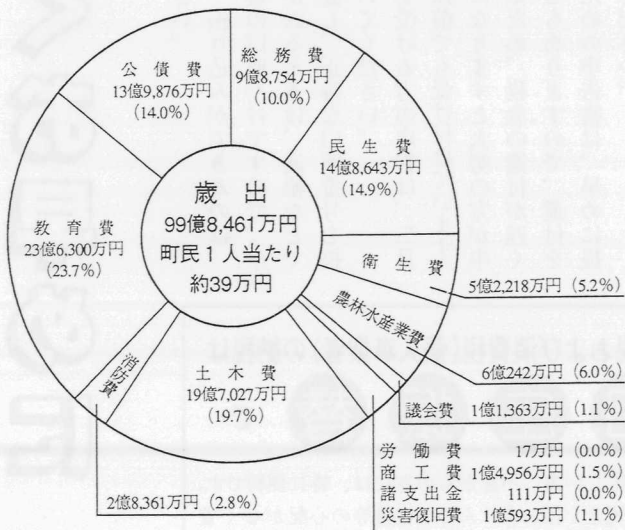 総務費
9億8,754万円
(10.0%)
民生費
14億8,643万円
(14.9%)
衛生費
5億2,218万円 (5.2%)
農林水産業費
6億242万円 (6.0%)
議会費 1億1,363万円 (1.1%)
労働費 17万円 (0.0%)
商工費 1億4,956万円 (1.5%)
諸支出金 111万円 (0.0%)
災害復旧費 1億593万円 (1.1%)
土木費
19億7,027万円
(19.7%)
消防費
2億8,361万円 (2.8%)
教育費
23億6,300万円
(23.7%)
公債費
13億9,876万円
(14.0%)
歳出
99億8,461万円
町民1人当たり
約39万円